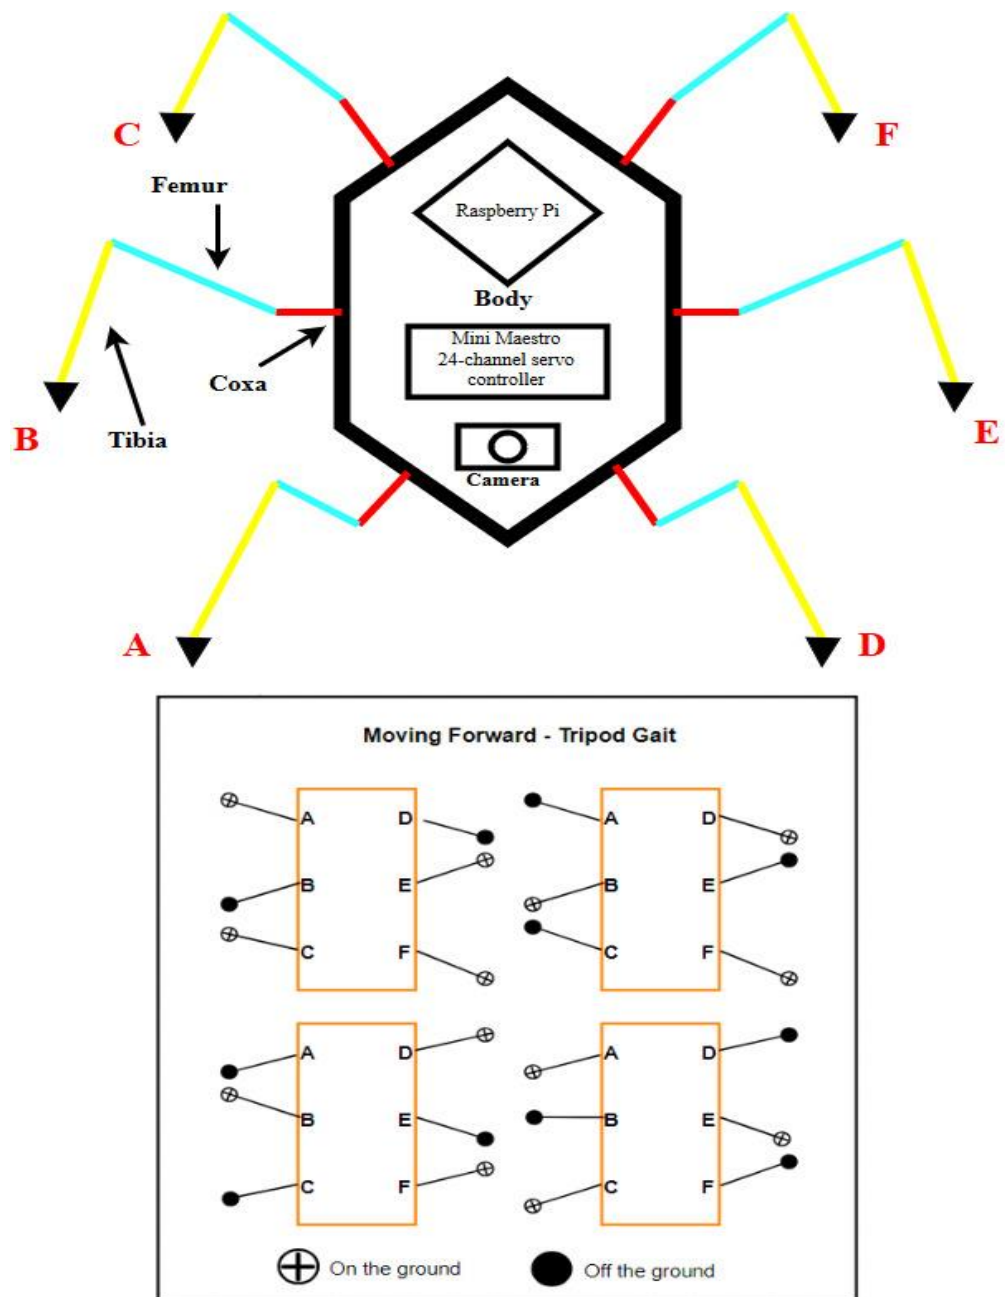 C
F
Femur
Raspberry Pi
Body
Mini Maestro
24-channel servo
controller
Coxa
B
Tibia
E
Camera
A
D
Moving Forward - Tripod Gait
A D
B E
C F
A D
B E
C F
A D
B E
C F
A D
B E
C F
On the ground
Off the ground